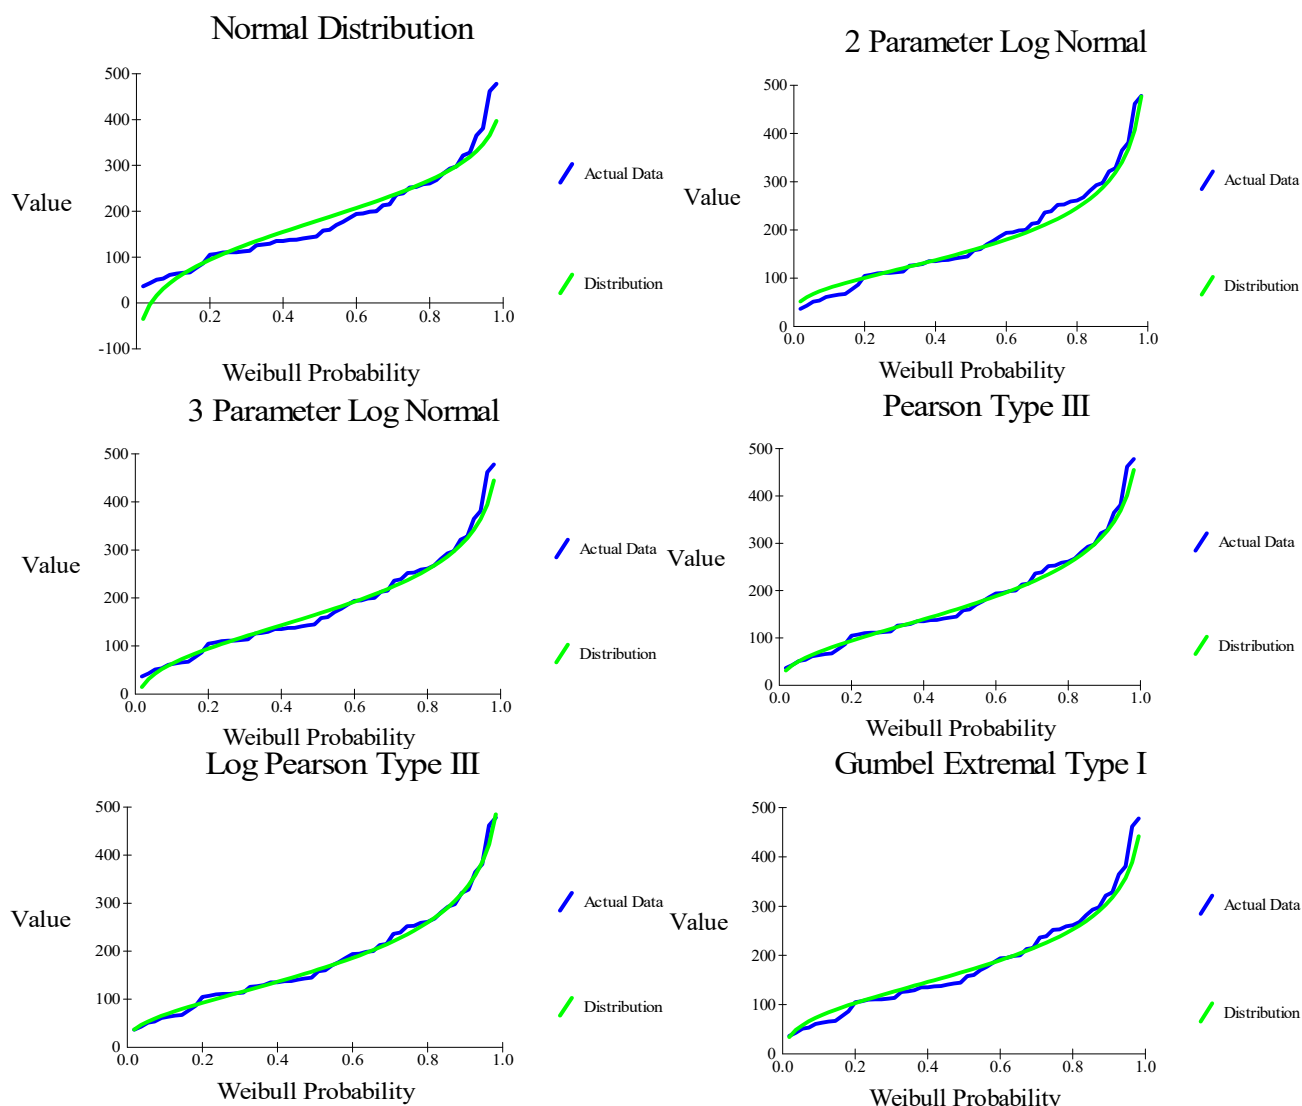 Normal Distribution
500
400
300
200
100
0
-100
0.2
0.4
0.6
0.8
1.0
Value
Weibull Probability
Actual Data
Distribution
2 Parameter Log Normal
500
400
300
200
100
0
0.0
0.2
0.4
0.6
0.8
1.0
Value
Weibull Probability
Actual Data
Distribution
3 Parameter Log Normal
500
400
300
200
100
0
0.0
0.2
0.4
0.6
0.8
1.0
Value
Weibull Probability
Actual Data
Distribution
Pearson Type III
500
400
300
200
100
0
0.0
0.2
0.4
0.6
0.8
1.0
Value
Weibull Probability
Actual Data
Distribution
Log Pearson Type III
500
400
300
200
100
0
0.0
0.2
0.4
0.6
0.8
1.0
Value
Weibull Probability
Actual Data
Distribution
Gumbel Extremal Type I
500
400
300
200
100
0
0.0
0.2
0.4
0.6
0.8
1.0
Value
Weibull Probability
Actual Data
Distribution